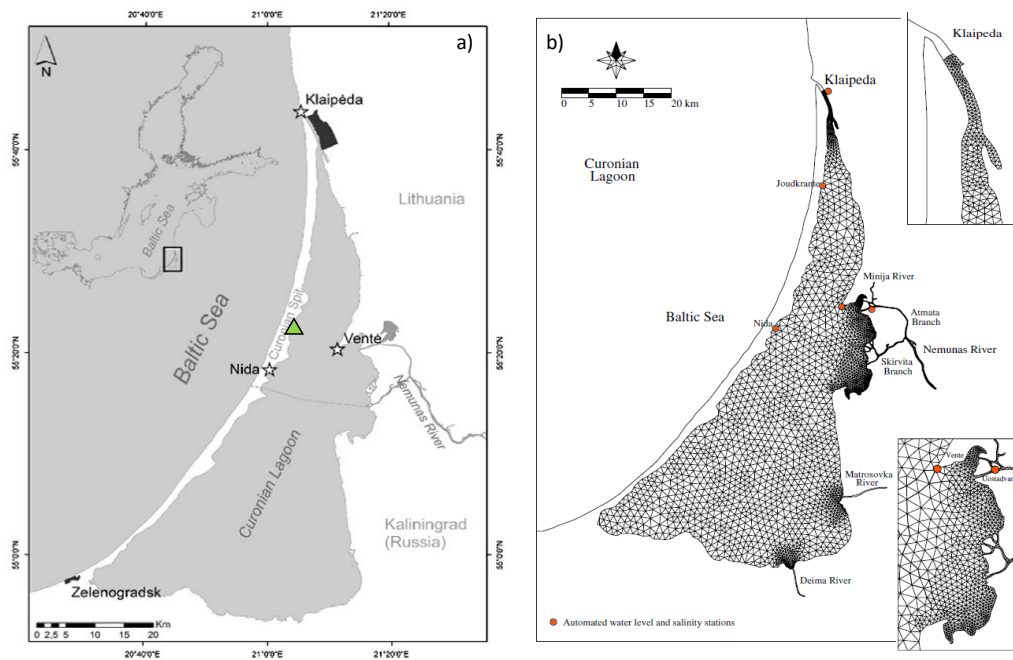 20°40'0"E
21°0'0"E
21°20'0"E
a)
N
Klaipėda
55°40'0"N
55°40'0"N
Lithuania
Baltic Sea
Baltic Sea
Curonian Spit
Ventė
55°20'0"N
55°20'0"N
Nida
Nemunas River
Curonian Lagoon
Kaliningrad
(Russia)
55°0'0"N
55°0'0"N
Zelenogradsk
Km
0 2,5 5 10 15 20
20°40'0"E
21°0'0"E
21°20'0"E
b)
Klaipeda
Klaipeda
0 5 10 20 km
Curonian
Lagoon
Joudkrante
Minija River
Baltic Sea
Nida
Atmata
Branch
Nemunas River
Skirvita
Branch
Vente
Matrosovka
River
Deima River
Automated water level and salinity stations